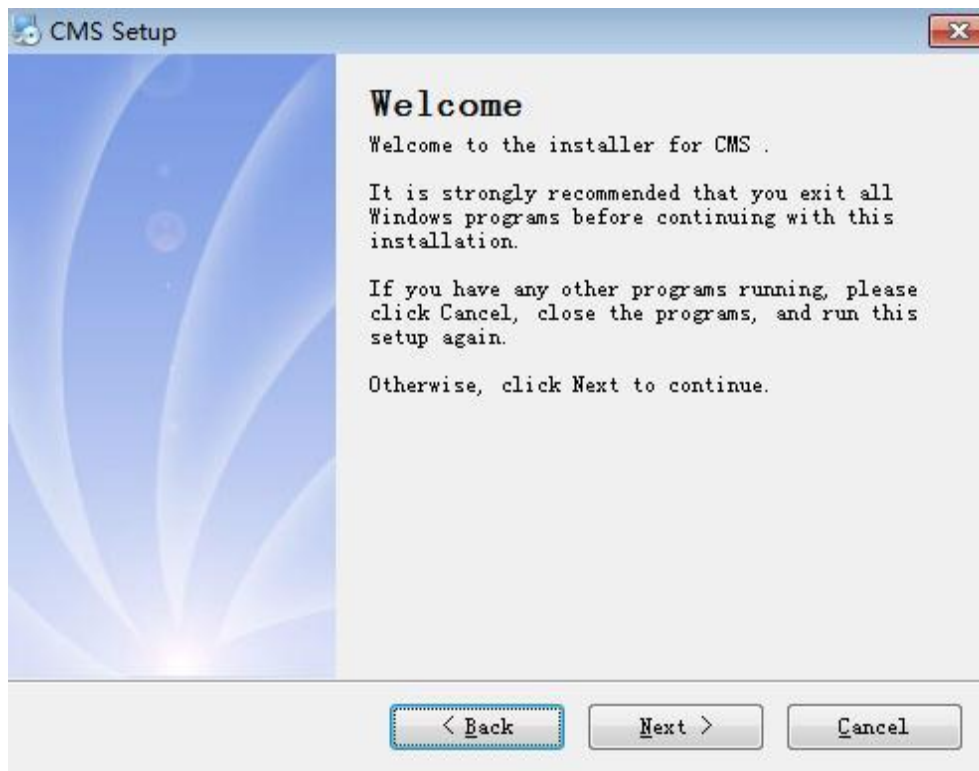 CMS Setup
Welcome
Welcome to the installer for CMS .
It is strongly recommended that you exit all
Windows programs before continuing with this
installation.
If you have any other programs running, please
click Cancel, close the programs, and run this
setup again.
Otherwise, click Next to continue.
< Back
Next >
Cancel